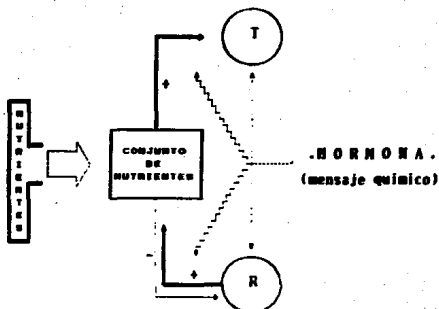 NUTRIENTES
CONJUNTO
DE
NUTRIENTES
T
+
.HORMONA.
(mensaje químico)
-
+
R